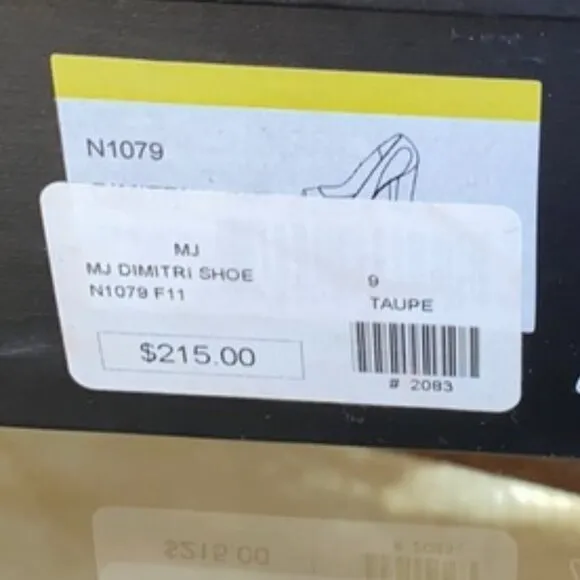 N1079
MJ
MJ DIMITRI SHOE
N1079 F11
9
TAUPE
$215.00
# 2083